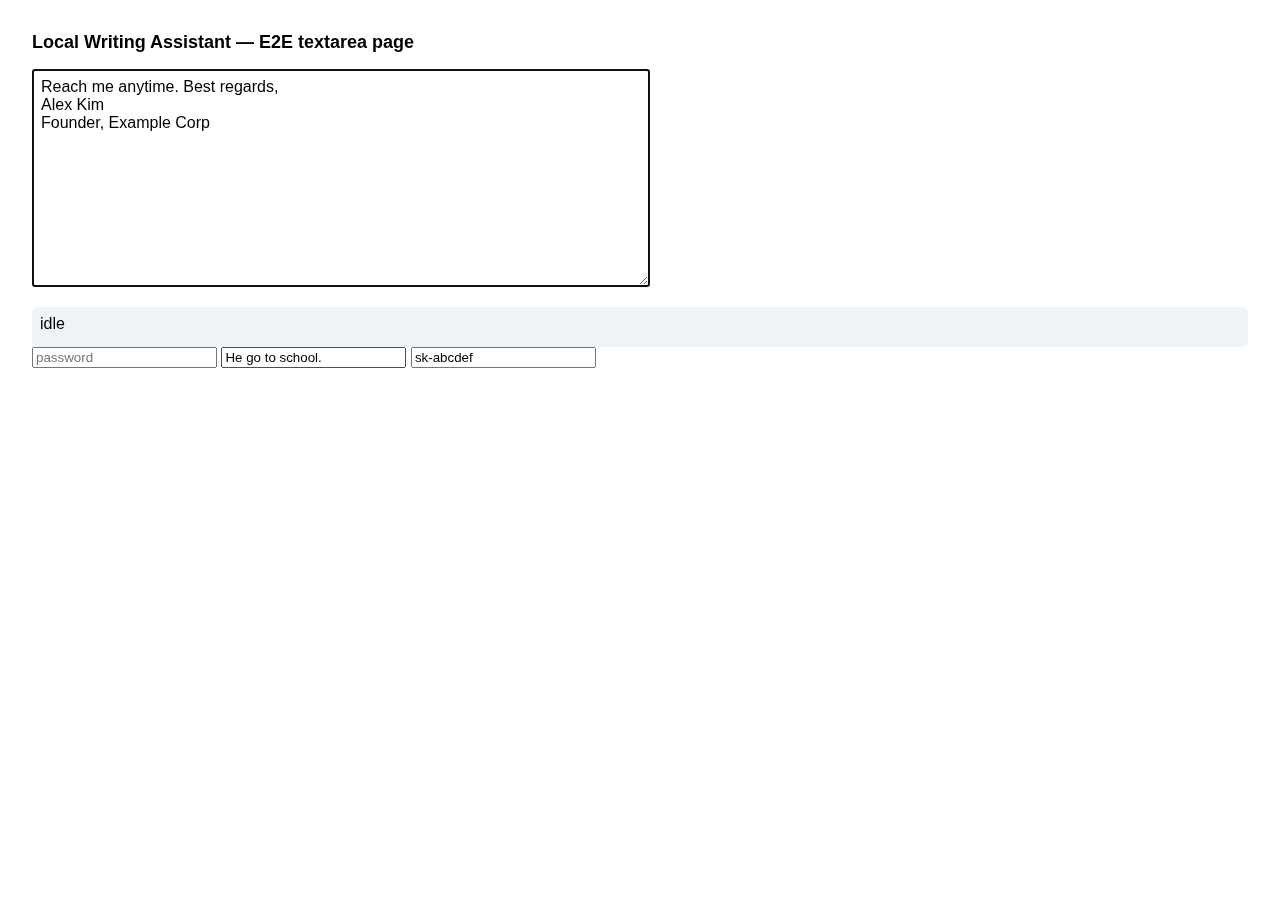 Local Writing Assistant — E2E textarea page
Reach me anytime. Best regards,
Alex Kim
Founder, Example Corp
idle
password He go to school. sk-abcdef